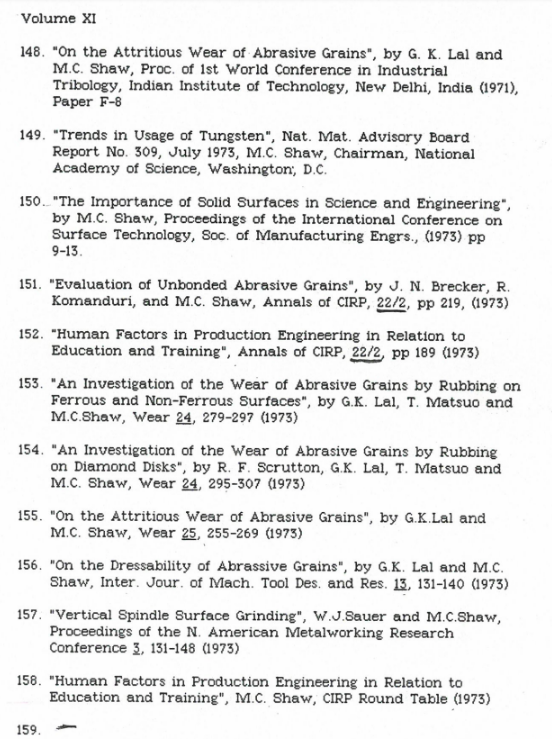 Volume XI
148. "On the Attritious Wear of Abrasive Grains", by G. K. Lal and
M.C. Shaw, Proc. of 1st World Conference in Industrial
Tribology, Indian Institute of Technology, New Delhi, India (1971),
Paper F-8
149. "Trends in Usage of Tungsten", Nat. Mat. Advisory Board
Report No. 309, July 1973, M.C. Shaw, Chairman, National
Academy of Science, Washington, D.C.
150. "The Importance of Solid Surfaces in Science and Engineering",
by M.C. Shaw, Proceedings of the International Conference on
Surface Technology, Soc. of Manufacturing Engrs., (1973) pp
9-13.
151. "Evaluation of Unbonded Abrasive Grains", by J. N. Brecker, R.
Komanduri, and M.C. Shaw, Annals of CIRP, 22/2, pp 219, (1973)
152. "Human Factors in Production Engineering in Relation to
Education and Training", Annals of CIRP, 22/2, pp 189 (1973)
153. "An Investigation of the Wear of Abrasive Grains by Rubbing on
Ferrous and Non-Ferrous Surfaces", by G.K. Lal, T. Matsuo and
M.C.Shaw, Wear 24, 279-297 (1973)
154. "An Investigation of the Wear of Abrasive Grains by Rubbing
on Diamond Disks", by R. F. Scrutton, G.K. Lal, T. Matsuo and
M.C. Shaw, Wear 24, 295-307 (1973)
155. "On the Attritious Wear of Abrasive Grains", by G.K.Lal and
M.C. Shaw, Wear 25, 255-269 (1973)
156. "On the Dressability of Abrassive Grains", by G.K. Lal and M.C.
Shaw, Inter. Jour. of Mach. Tool Des. and Res. 13, 131-140 (1973)
157. "Vertical Spindle Surface Grinding", W.J.Sauer and M.C.Shaw,
Proceedings of the N. American Metalworking Research
Conference 3, 131-148 (1973)
158. "Human Factors in Production Engineering in Relation to
Education and Training", M.C. Shaw, CIRP Round Table (1973)
159. —